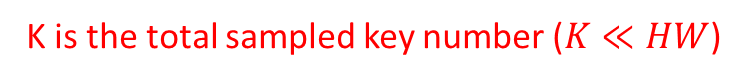 K is the total sampled key number (K ≪ HW)